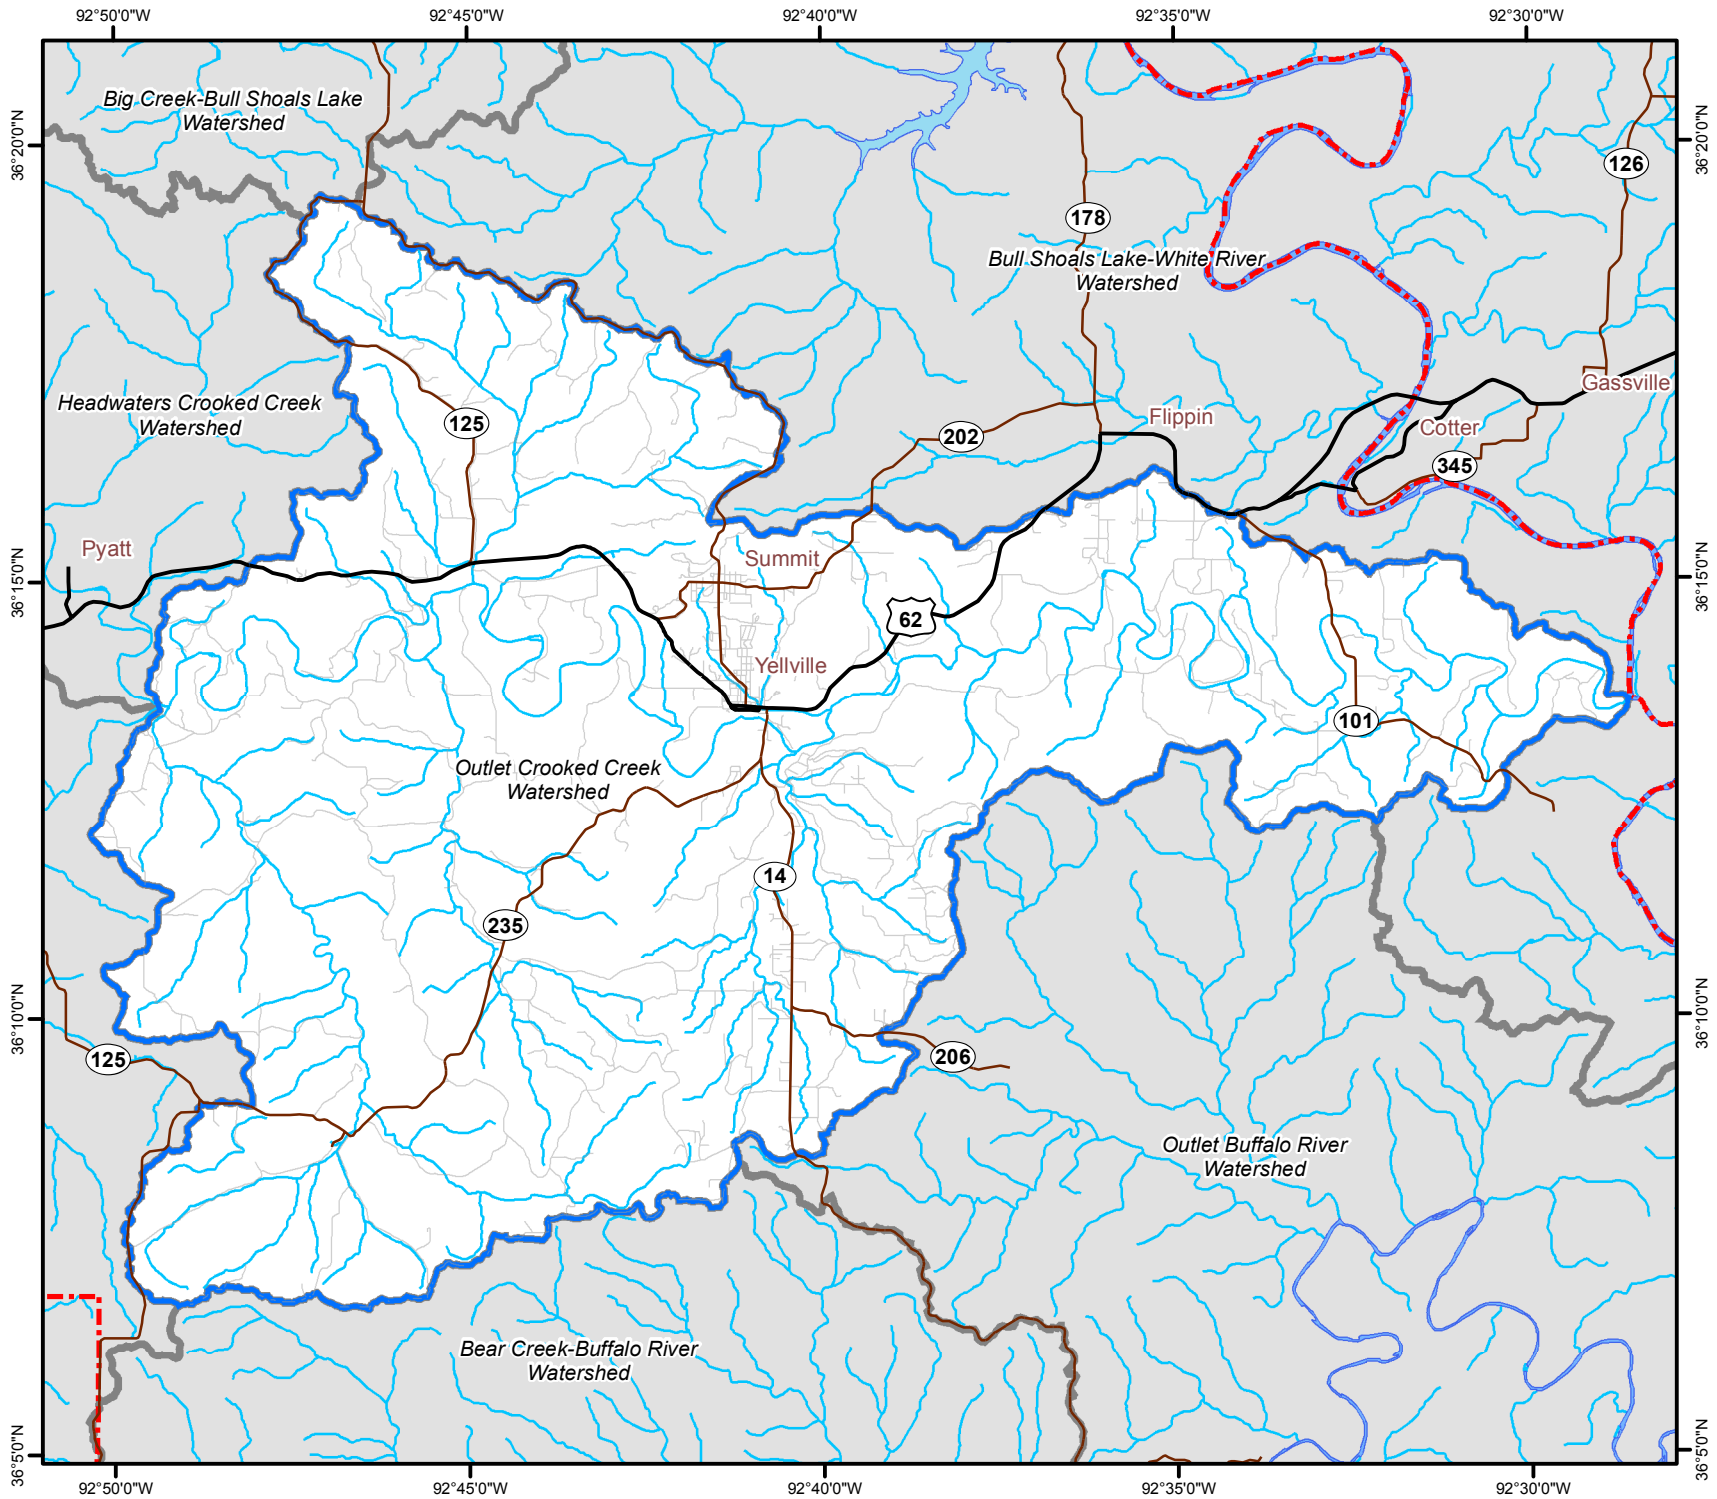 92°50'0"W
92°45'0"W
92°40'0"W
92°35'0"W
92°30'0"W
36°20'0"N
36°20'0"N
Big Creek-Bull Shoals Lake
Watershed
126
178
Bull Shoals Lake-White River
Watershed
Headwaters Crooked Creek
Watershed
Gassville
125
202
Flippin
Cotter
345
Pyatt
Summit
36°15'0"N
36°15'0"N
62
Yellville
101
Outlet Crooked Creek
Watershed
14
235
36°10'0"N
36°10'0"N
125
206
Outlet Buffalo River
Watershed
Bear Creek-Buffalo River
Watershed
36°5'0"N
36°5'0"N
92°50'0"W
92°45'0"W
92°40'0"W
92°35'0"W
92°30'0"W